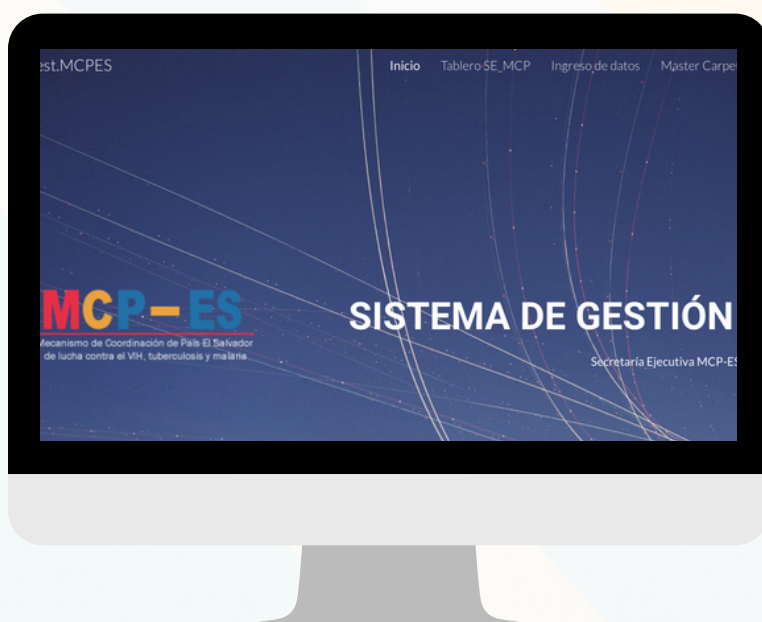 est.MCPES
Inicio Tablero SE_MCP Ingreso de datos Master Carpe
MCP-ES
Mecanismo de Coordinación de País El Salvador
de lucha contra el VIH, tuberculosis y malaria
SISTEMA DE GESTIÓN
Secretaría Ejecutiva MCP-ES